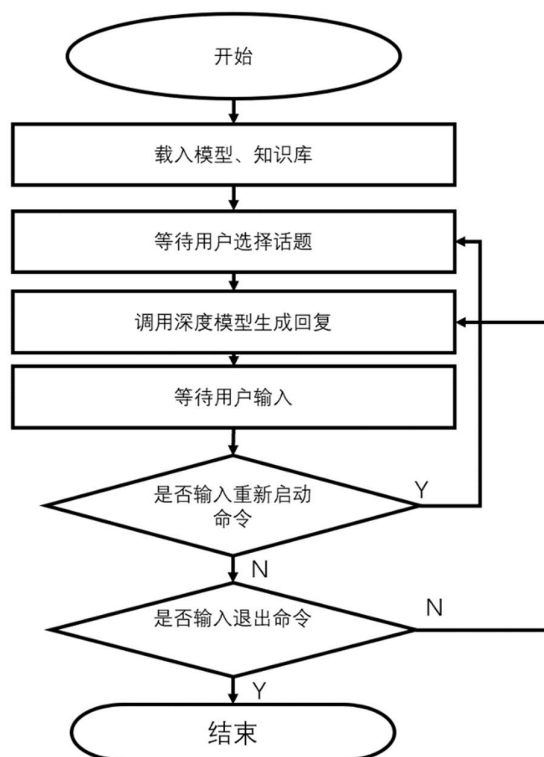 开始
载入模型、知识库
等待用户选择话题
调用深度模型生成回复
等待用户输入
是否输入重新启动
命令
Y
N
是否输入退出命令
N
Y
结束